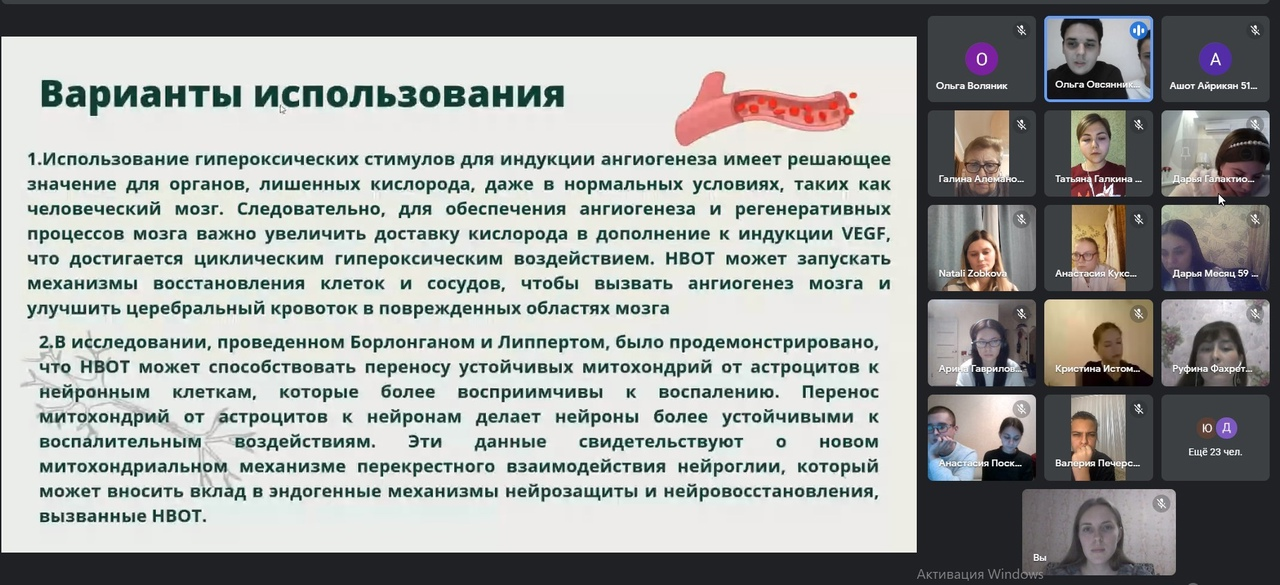 Варианты использования
1.Использование гипероксических стимулов для индукции ангиогенеза имеет решающее
значение для органов, лишенных кислорода, даже в нормальных условиях, таких как
человеческий мозг. Следовательно, для обеспечения ангиогенеза и регенеративных
процессов мозга важно увеличить доставку кислорода в дополнение к индукции VEGF,
что достигается циклическим гипероксическим воздействием. HBOT может запускать
механизмы восстановления клеток и сосудов, чтобы вызвать ангиогенез мозга и
улучшить церебральный кровоток в поврежденных областях мозга
2.В исследовании, проведенном Борлонганом и Липпертом, было продемонстрировано,
что HBOT может способствовать переносу устойчивых митохондрий от астроцитов к
нейронным клеткам, которые более восприимчивы к воспалению. Перенос
митохондрий от астроцитов к нейронам делает нейроны более устойчивыми к
воспалительным воздействиям. Эти данные свидетельствуют о новом
митохондриальном механизме перекрестного взаимодействия нейроглии, который
может вносить вклад в эндогенные механизмы нейрозащиты и нейровосстановления,
вызванные HBOT.
О
Ольга Воляник
Ольга Овсянник...
А
Ашот Айрикян 51...
Галина Алемано...
Татьяна Галкина ...
Дарья Галактио...
Natali Zobkova
Анастасия Кукс...
Дарья Месяц 59 ...
Арина Гаврилов...
Кристина Истом...
Руфина Фахрет...
Анастасия Поск...
Валерия Печерс...
Ю Д
Ещё 23 чел.
Вы
Активация Windows